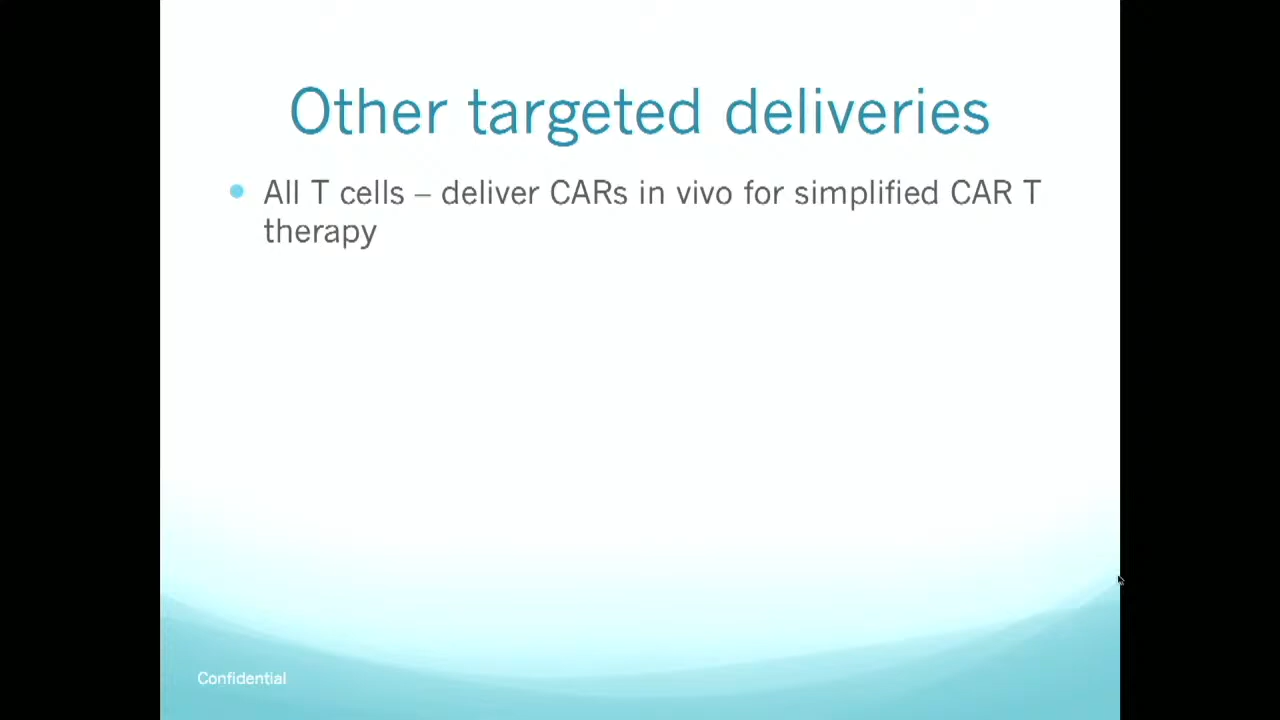 Other targeted deliveries
All T cells – deliver CARs in vivo for simplified CAR T
therapy
Confidential